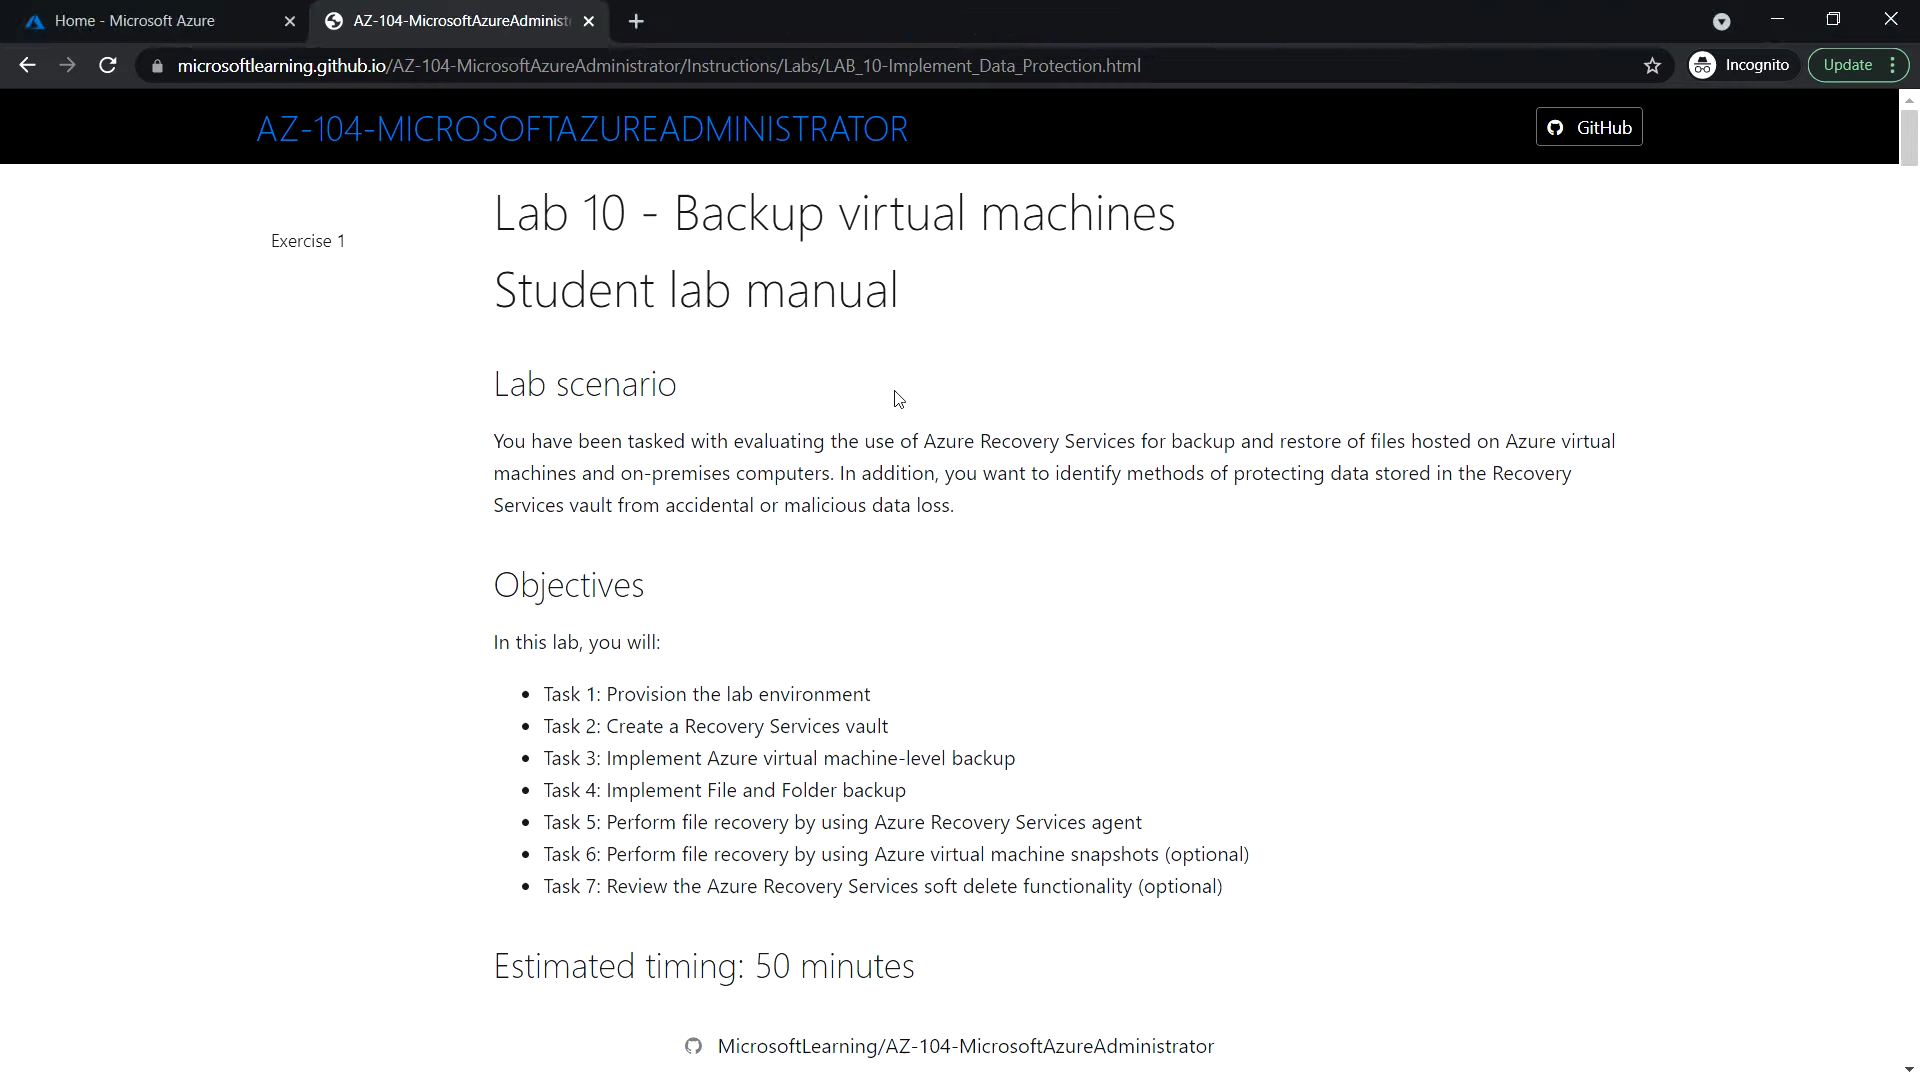 Home - Microsoft Azure
AZ-104-MicrosoftAzureAdminist
microsoftlearning.github.io/AZ-104-MicrosoftAzureAdministrator/Instructions/Labs/LAB_10-Implement_Data_Protection.html
Incognito
Update
AZ-104-MICROSOFTAZUREADMINISTRATOR
GitHub
Exercise 1
Lab 10 - Backup virtual machines
Student lab manual
Lab scenario
You have been tasked with evaluating the use of Azure Recovery Services for backup and restore of files hosted on Azure virtual
machines and on-premises computers. In addition, you want to identify methods of protecting data stored in the Recovery
Services vault from accidental or malicious data loss.
Objectives
In this lab, you will:
• Task 1: Provision the lab environment
• Task 2: Create a Recovery Services vault
• Task 3: Implement Azure virtual machine-level backup
• Task 4: Implement File and Folder backup
• Task 5: Perform file recovery by using Azure Recovery Services agent
• Task 6: Perform file recovery by using Azure virtual machine snapshots (optional)
• Task 7: Review the Azure Recovery Services soft delete functionality (optional)
Estimated timing: 50 minutes
MicrosoftLearning/AZ-104-MicrosoftAzureAdministrator